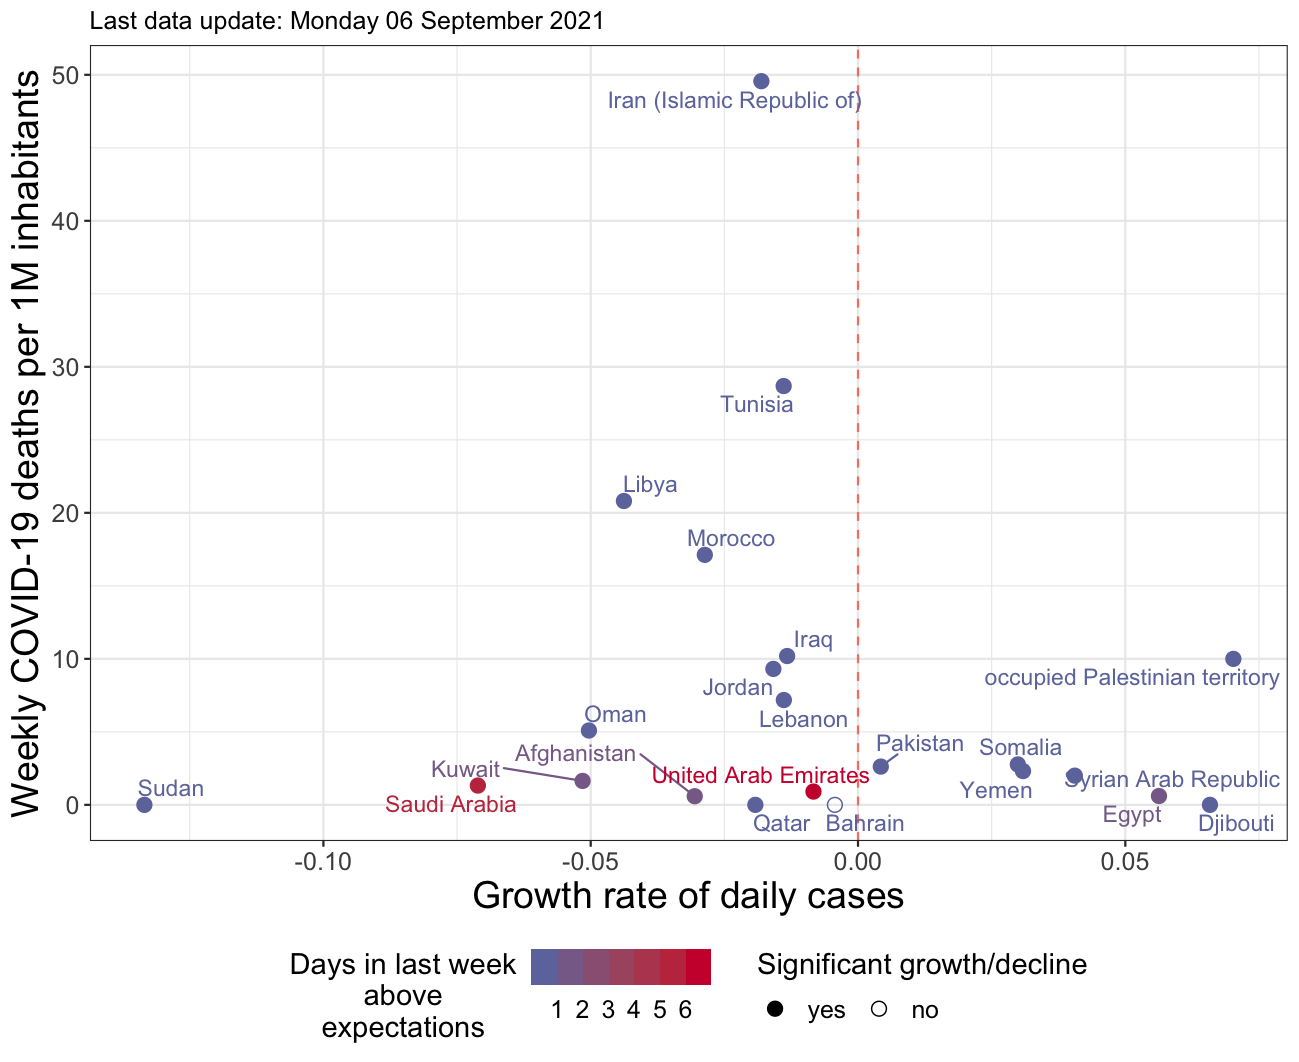 Last data update: Monday 06 September 2021
Weekly COVID-19 deaths per 1M inhabitants
50
40
30
20
10
0
Iran (Islamic Republic of)
Tunisia
Libya
Morocco
Iraq
Jordan
occupied Palestinian territory
Lebanon
Oman
Pakistan
Somalia
Afghanistan
Kuwait
United Arab Emirates
Syrian Arab Republic
Sudan
Yemen
Saudi Arabia
Egypt
Qatar
Bahrain
Djibouti
-0.10
-0.05
0.00
0.05
Growth rate of daily cases
Days in last week
above
expectations
1 2 3 4 5 6
Significant growth/decline
yes
no